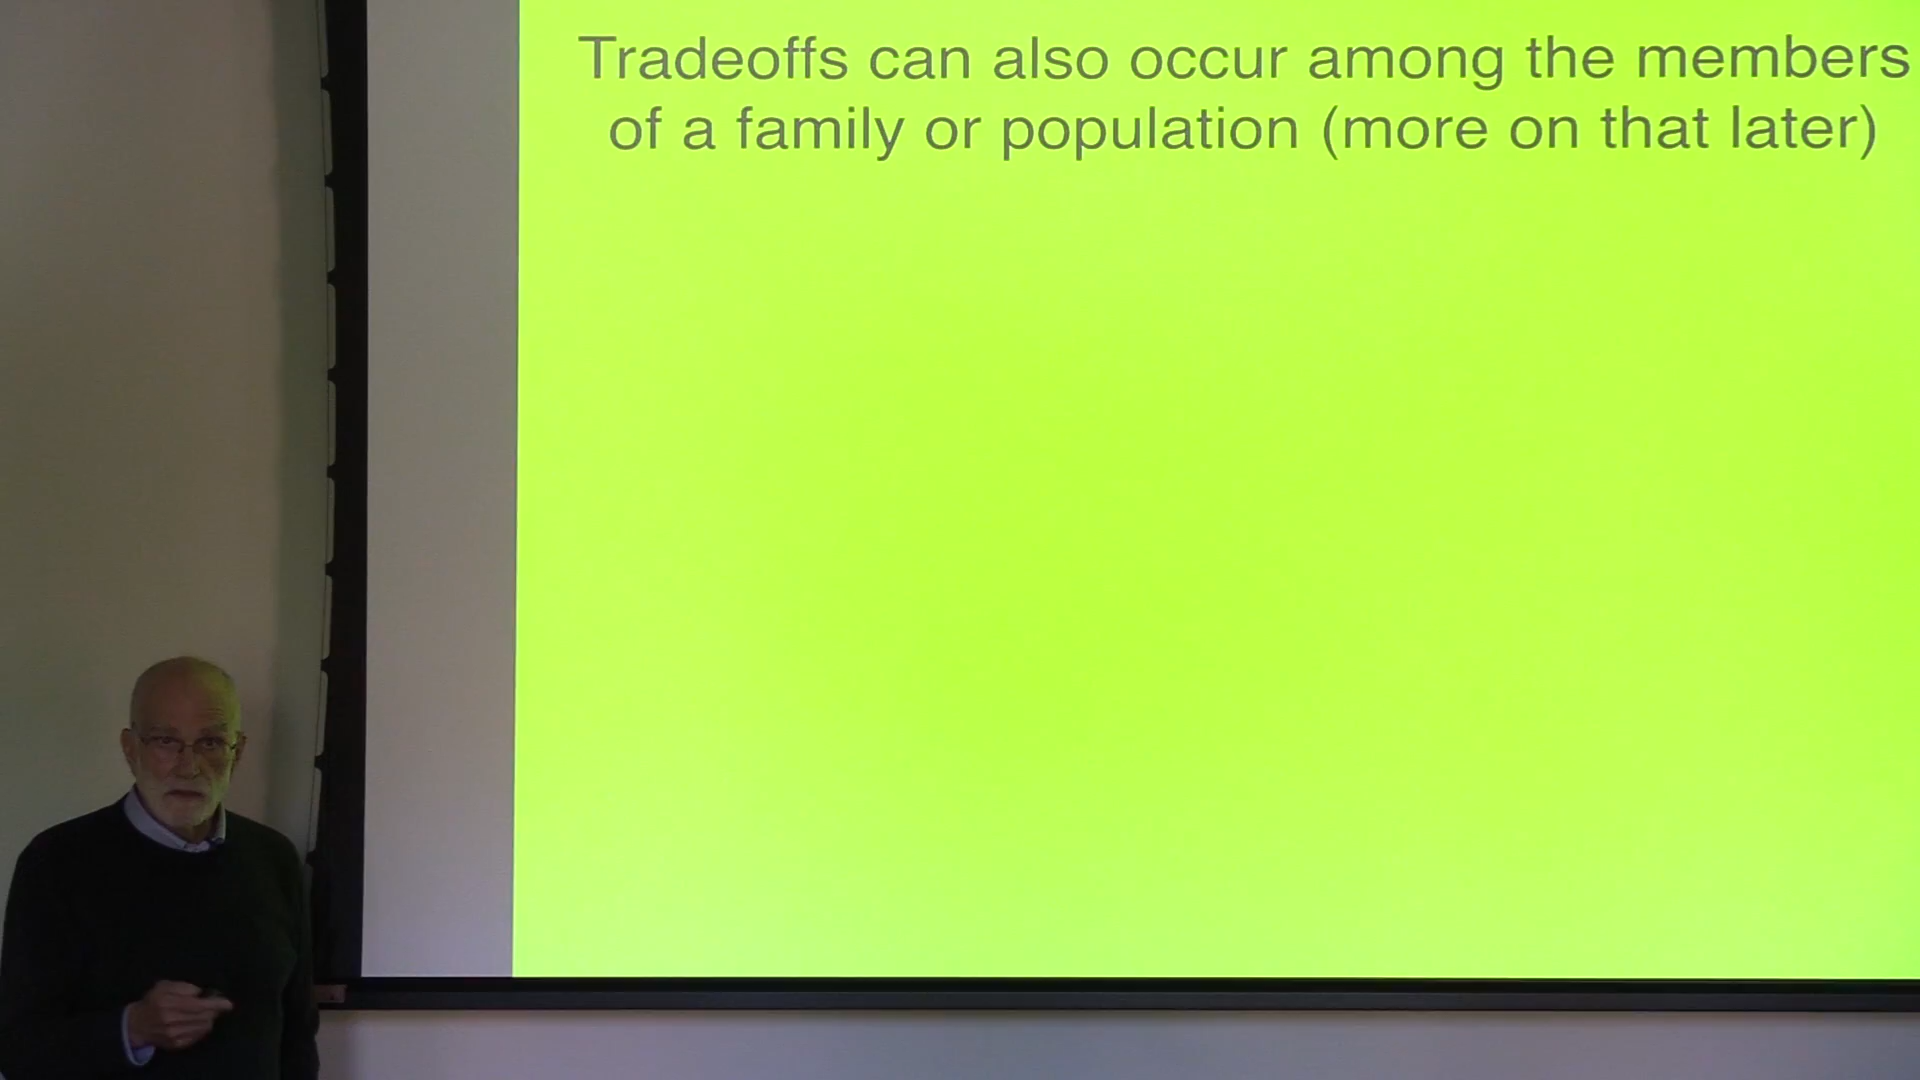 Tradeoffs can also occur among the members
of a family or population (more on that later)